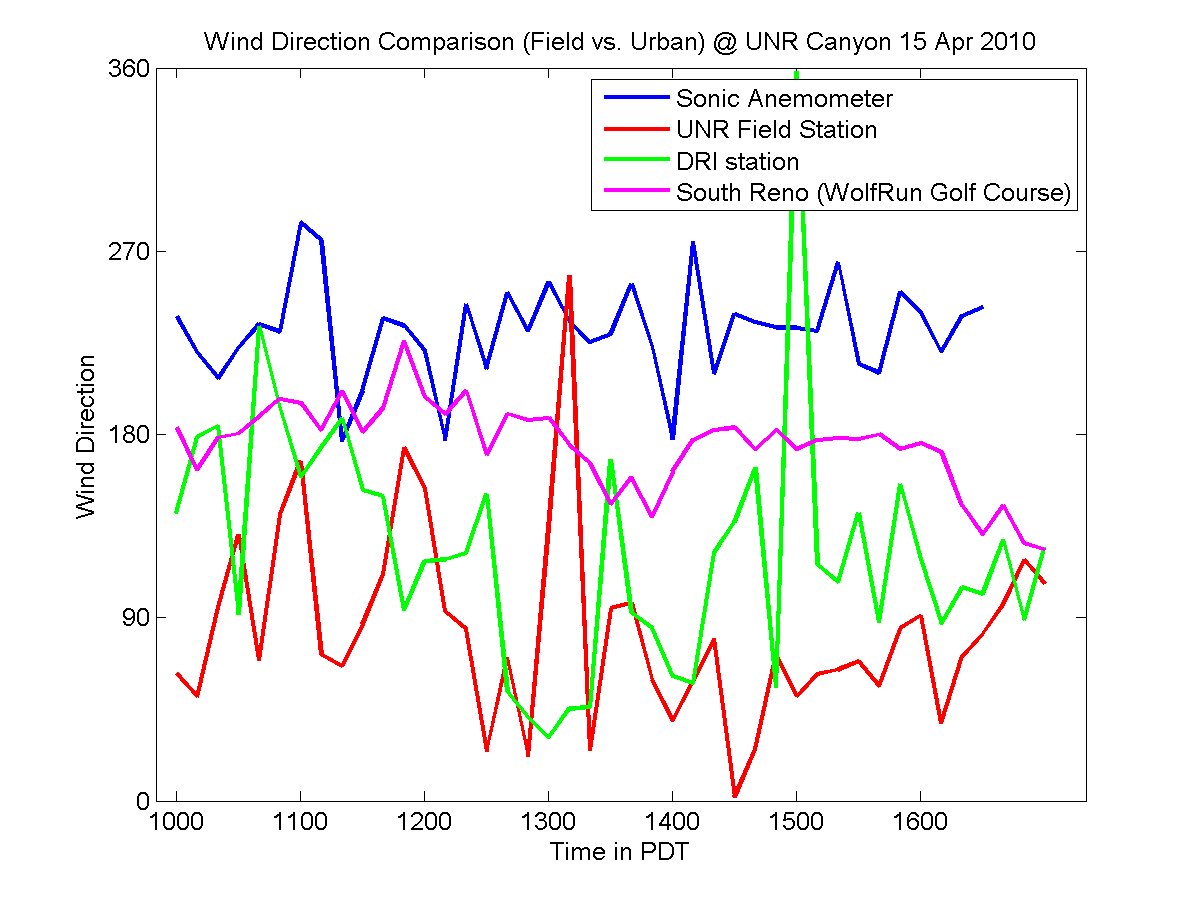 Wind Direction Comparison (Field vs. Urban) @ UNR Canyon 15 Apr 2010
360
270
180
90
0
Wind Direction
Sonic Anemometer
UNR Field Station
DRI station
South Reno (WolfRun Golf Course)
1000 1100 1200 1300 1400 1500 1600
Time in PDT